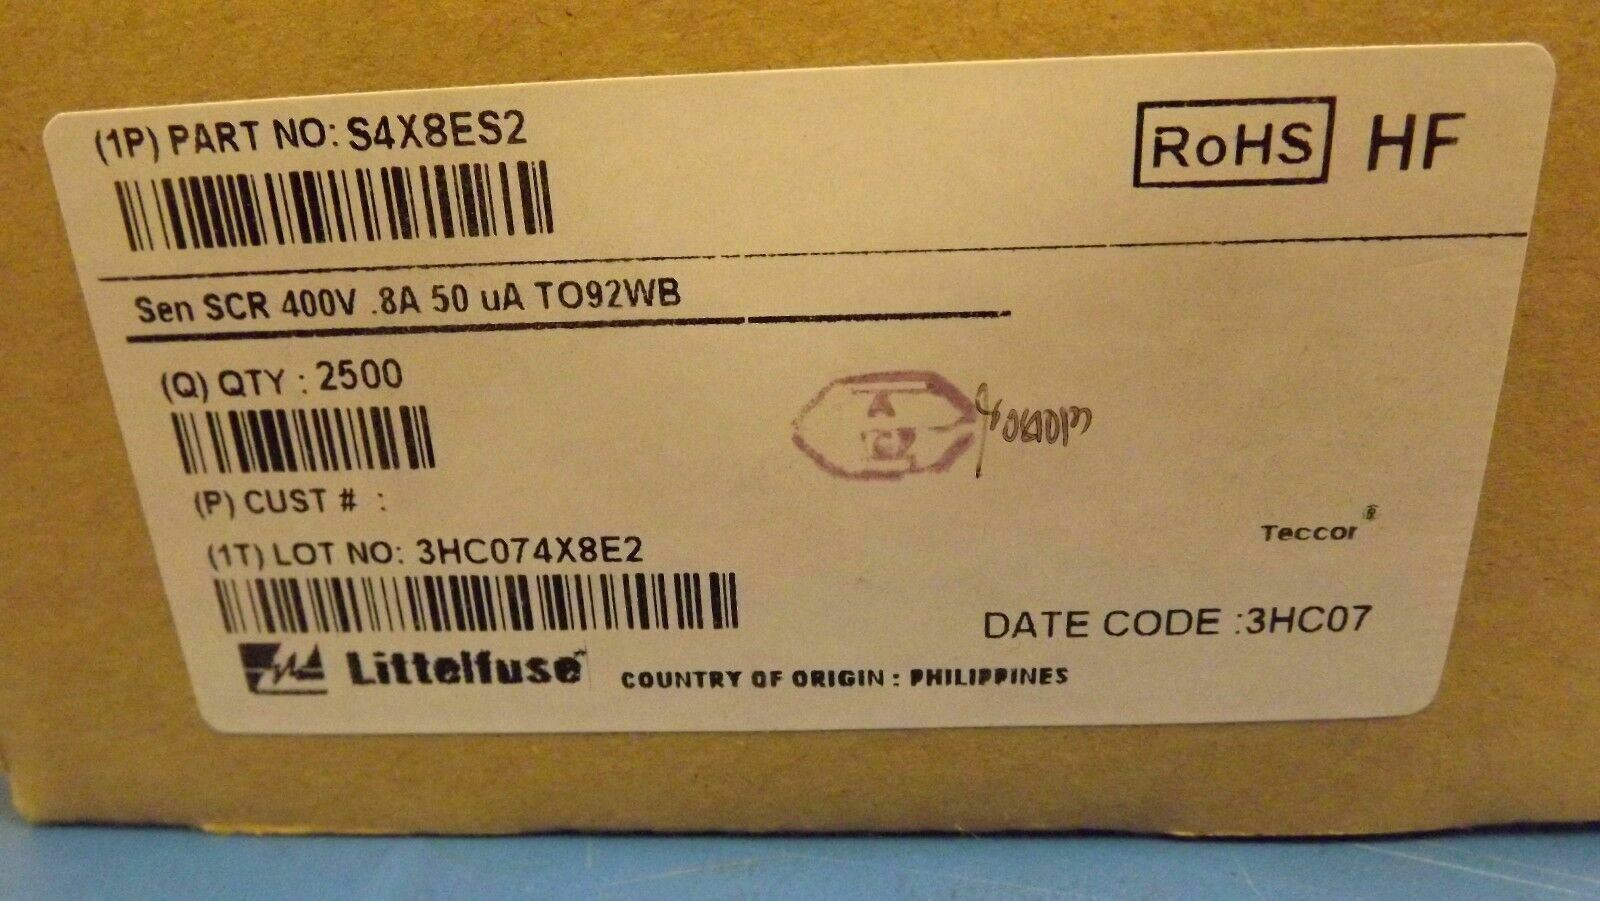 (1P) PART NO: S4X8ES2
RoHS HF
Sen SCR 400V .8A 50 uA TO92WB
(Q) QTY : 2500
A
(P) CUST # :
(1T) LOT NO: 3HC074X8E2
Teccor®
DATE CODE :3HC07
Littelfuse
COUNTRY OF ORIGIN : PHILIPPINES